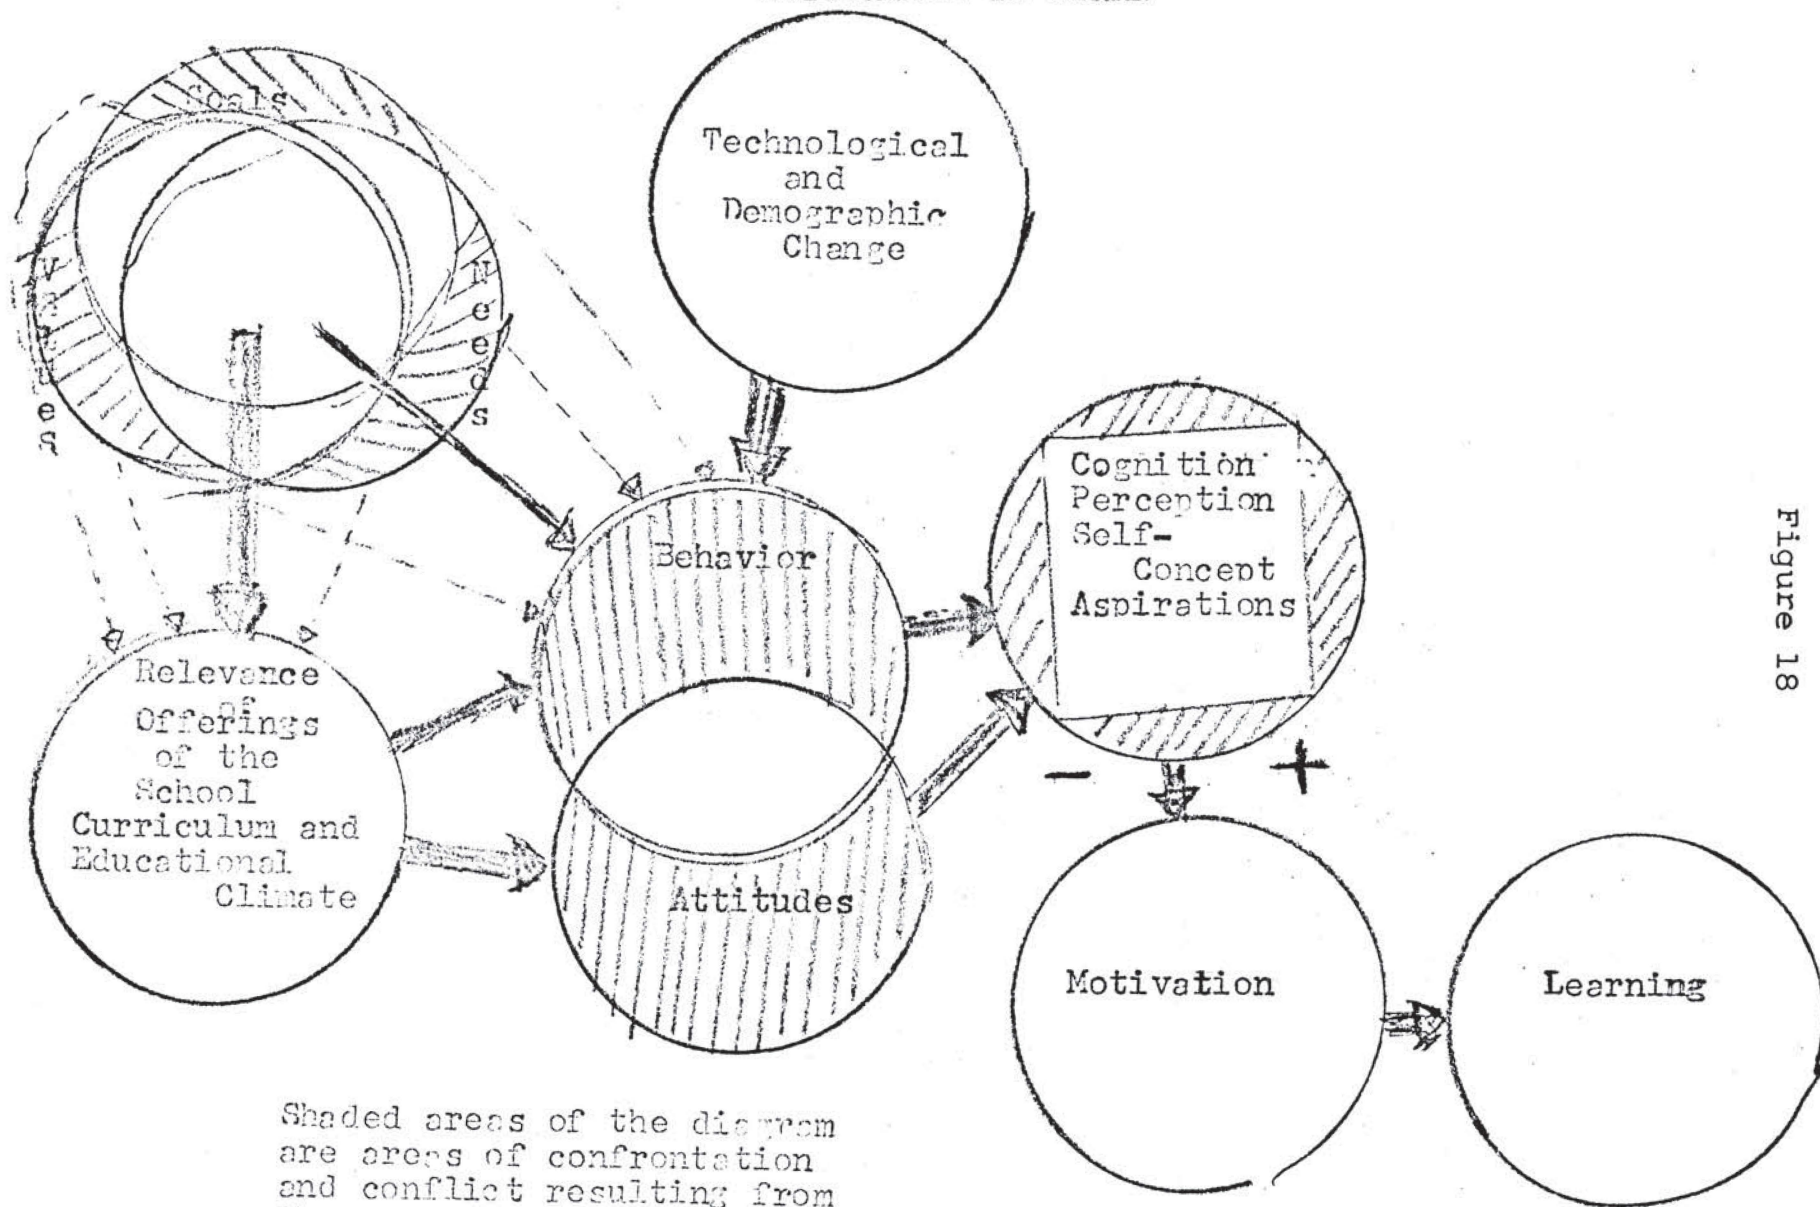 Goals
Values
Needs
Technological
and
Demographic
Change
Behavior
Cognition
Perception
Self-
Concept
Aspirations
Figure 18
Relevance
of
Offerings
of the
School
Curriculum and
Educational
Climate
Attitudes
-
+
Motivation
Learning
Shaded areas of the diagram
are areas of confrontation
and conflict resulting from